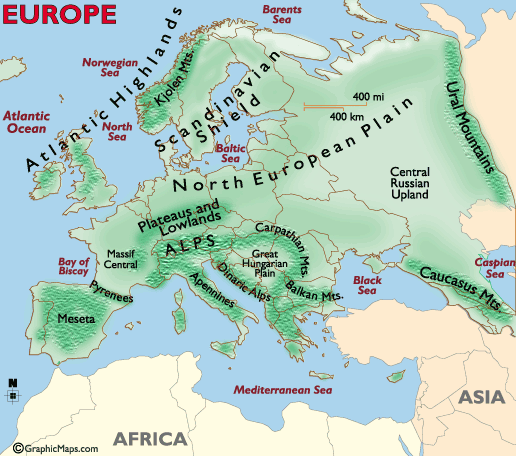 EUROPE
Barents
Sea
Norwegian
Sea
Kjolen Mts.
Atlantic Highlands
Scandinavian
Shield
Ural Mountains
400 mi
400 km
Atlantic
Ocean
North
Sea
Baltic
Sea
North European Plain
Central
Russian
Upland
Plateaus and
Lowlands
Carpathian Mts.
ALPS
Massif
Central
Great
Hungarian
Plain
Bay of
Biscay
Caspian
Sea
Black
Sea
Caucasus Mts.
Pyrenees
Apennines
Dinaric Alps
Balkan Mts.
Meseta
N
Mediterranean Sea
ASIA
AFRICA
©GraphicMaps.com